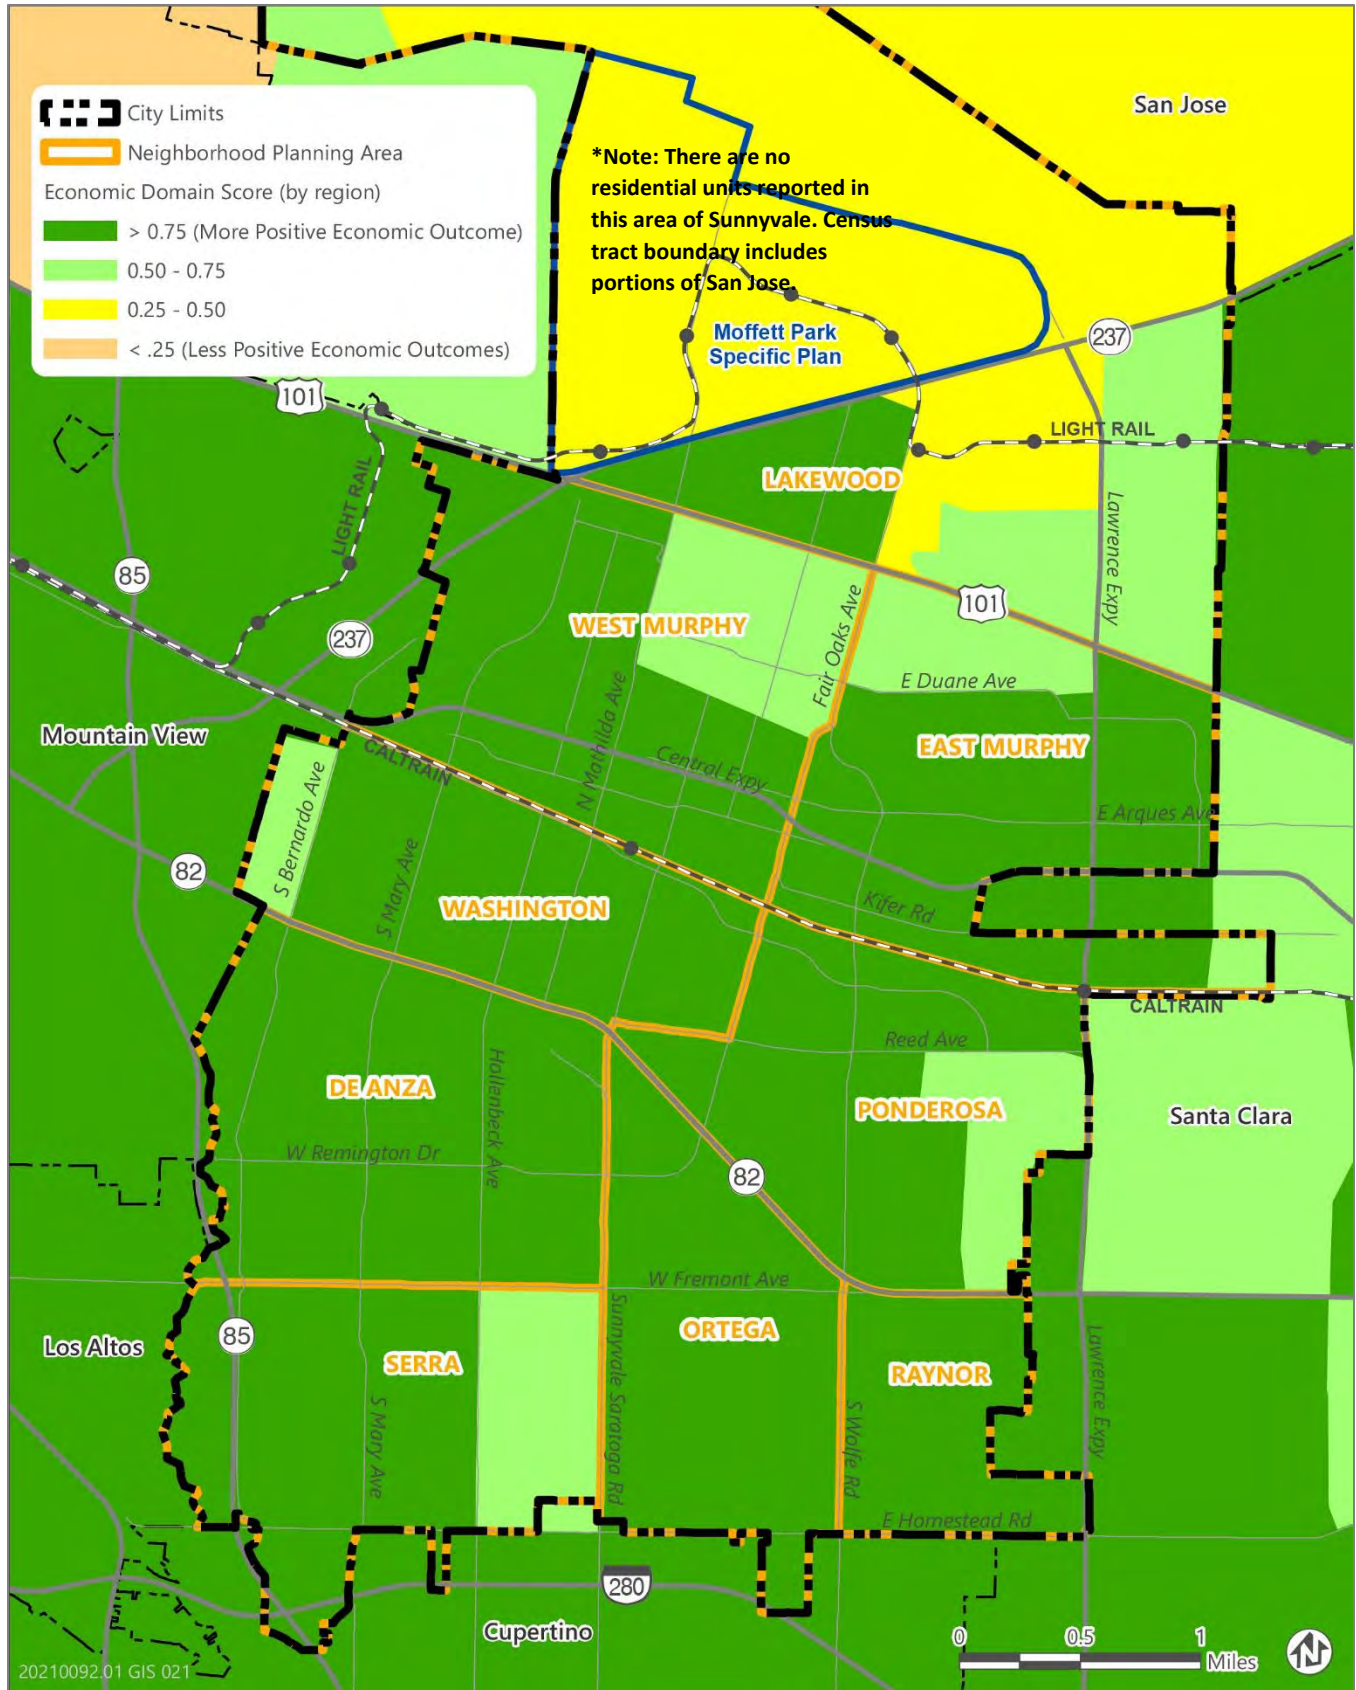 San Jose
City Limits
Neighborhood Planning Area
Economic Domain Score (by region)
> 0.75 (More Positive Economic Outcome)
0.50 - 0.75
0.25 - 0.50
< .25 (Less Positive Economic Outcomes)
*Note: There are no
residential units reported in
this area of Sunnyvale. Census
tract boundary includes
portions of San Jose.
Moffett Park
Specific Plan
237
101
LIGHT RAIL
LIGHT RAIL
LAKEWOOD
Lawrence Expy
85
237
101
WEST MURPHY
Fair Oaks Ave
E Duane Ave
N Mathilda Ave
Mountain View
CALTRAIN
EAST MURPHY
Central Expy
S Bernardo Ave
E Arques Ave
82
S Mary Ave
WASHINGTON
Kifer Rd
CALTRAIN
Reed Ave
Hollenbeck Ave
DE ANZA
PONDEROSA
Santa Clara
W Remington Dr
82
W Fremont Ave
Sunnyvale Saratoga Rd
Los Altos
85
ORTEGA
SERRA
RAYNOR
Lawrence Expy
S Mary Ave
S Wolfe Rd
E Homestead Rd
280
Cupertino
0 0.5 1
Miles
N
20210092.01 GIS 021